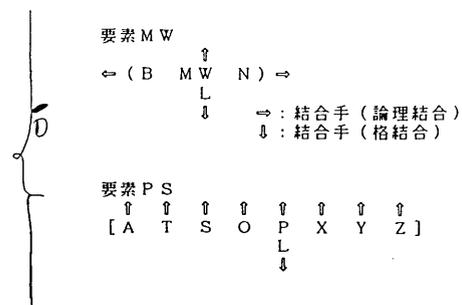 要素MW
⇧
⇦(B MW N)⇨
L
⇩ ⇨:結合手(論理結合)
⇩:結合手(格結合)
要素PS
⇧ ⇧ ⇧ ⇧ ⇧ ⇧ ⇧ ⇧
[A T S O P X Y Z]
L
⇩